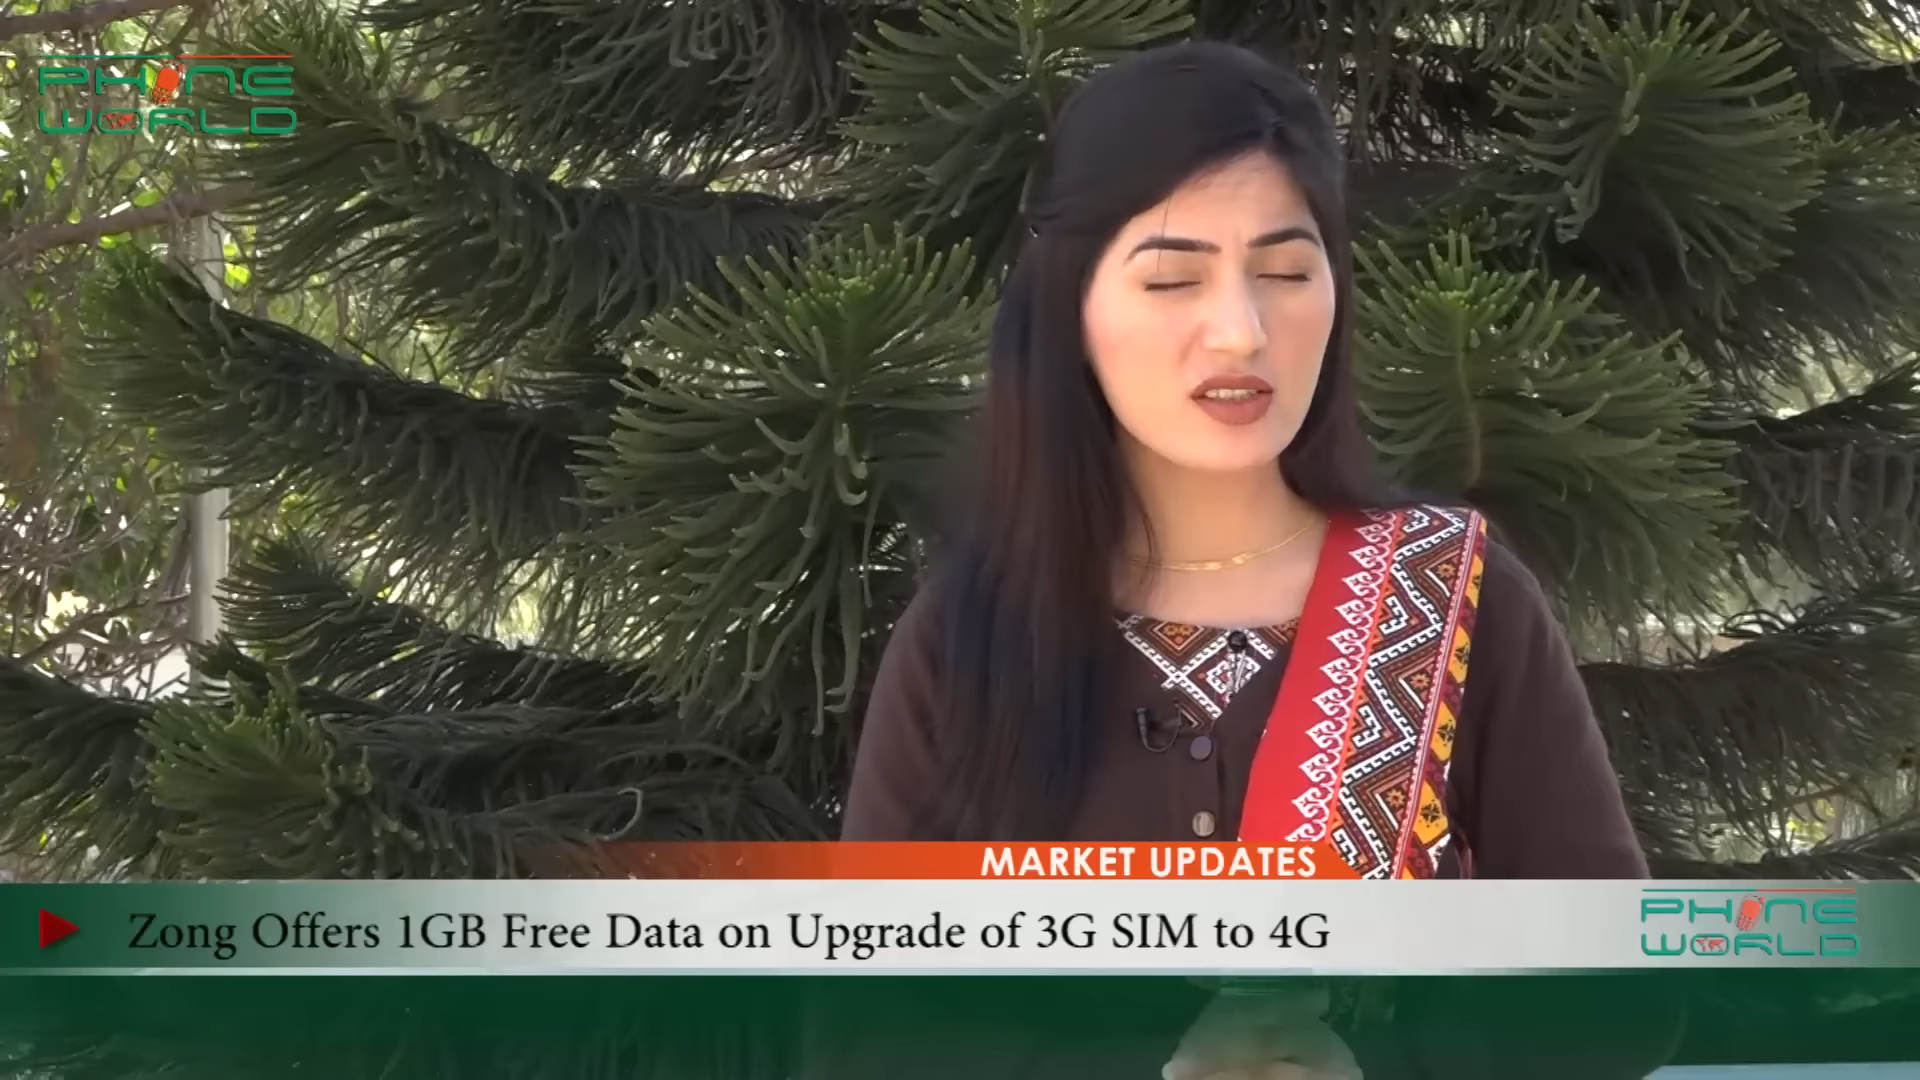 PHONE
WORLD
MARKET UPDATES
Zong Offers 1GB Free Data on Upgrade of 3G SIM to 4G
PHONE
WORLD